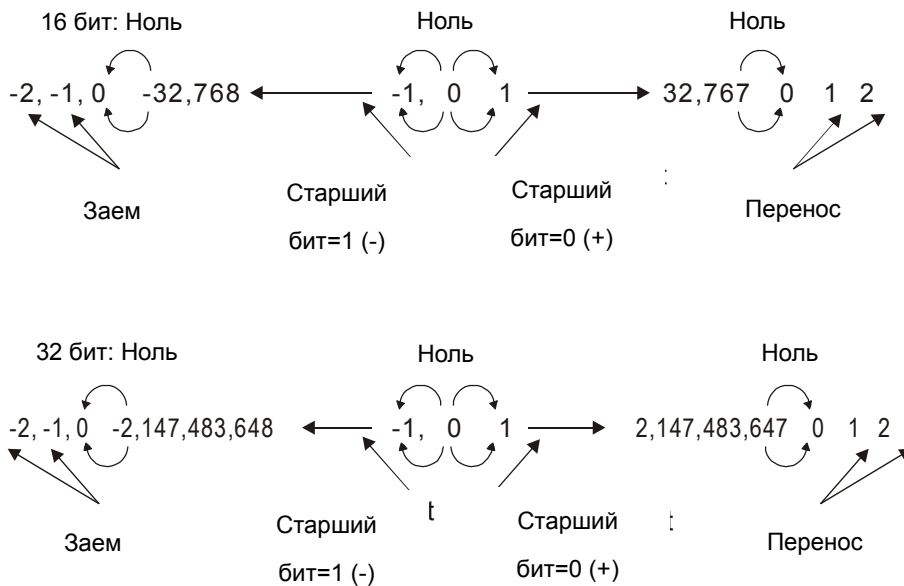 16 бит: Ноль Ноль Ноль
-2, -1, 0 -32,768 -1, 0 1 32,767 0 1 2
Заем Старший Старший Перенос
бит=1 (-) бит=0 (+)
32 бит: Ноль Ноль Ноль
-2, -1, 0 -2,147,483,648 -1, 0 1 2,147,483,647 0 1 2
Заем Старший t Старший t Перенос
бит=1 (-) бит=0 (+)